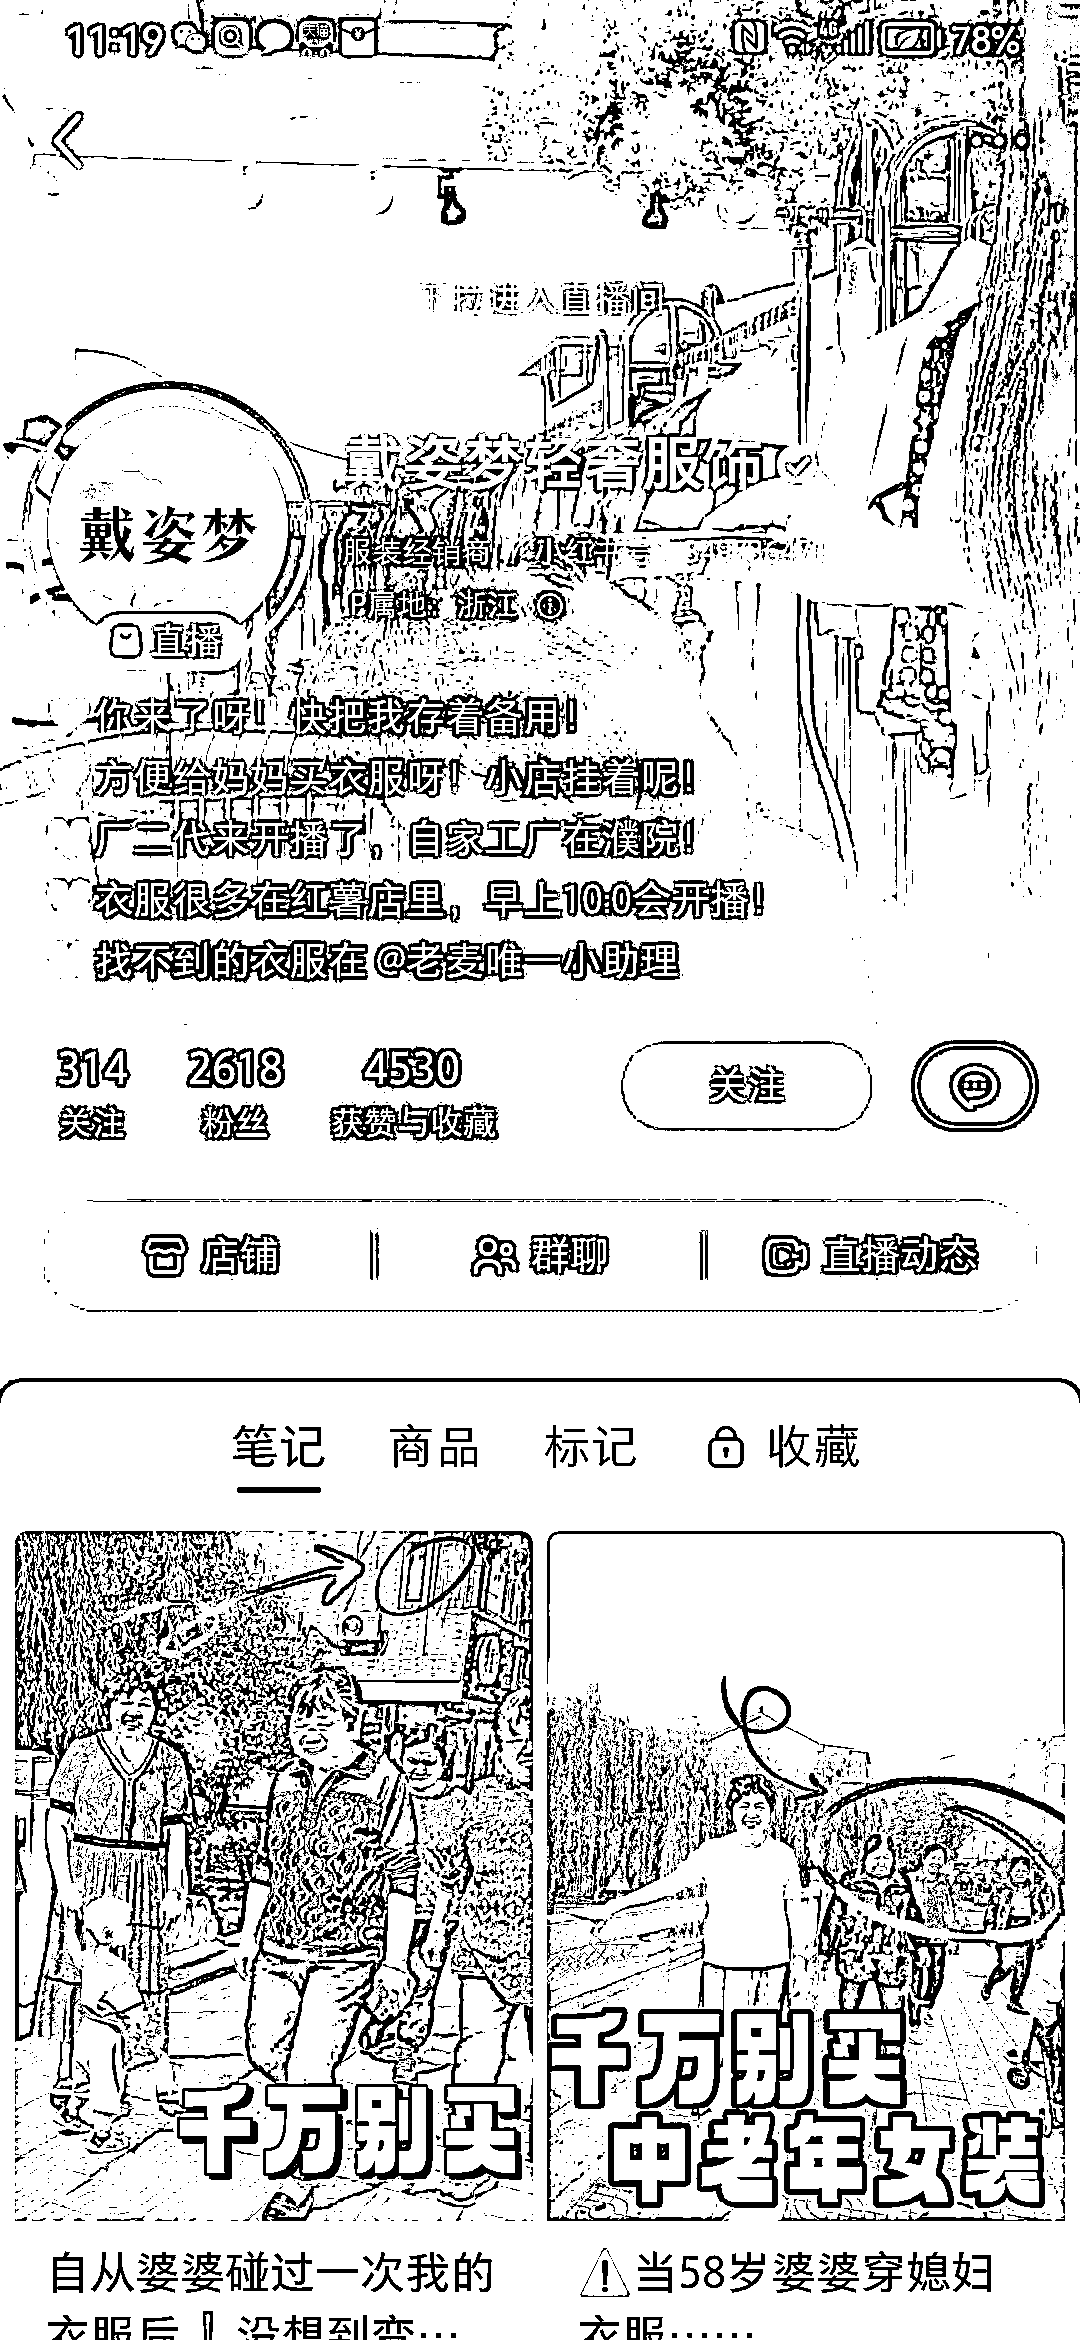 11:19
78%
下拉进入直播间
戴姿梦轻奢服饰
戴姿梦
服装经销商
小红书号
IP属地：浙江
直播
你来了呀！快把我存着备用！
方便给妈妈买衣服呀！小店挂着呢！
厂二代来开播了，自家工厂在濮院！
衣服很多在红薯店里，早上10:0会开播！
找不到的衣服在@老麦唯一小助理
314 2618 4530
关注 粉丝 获赞与收藏
关注
店铺 群聊 直播动态
笔记 商品 标记 收藏
千万别买
千万别买
中老年女装
自从婆婆碰过一次我的
衣服后！没想到变...
⚠当58岁婆婆穿媳妇
衣服......